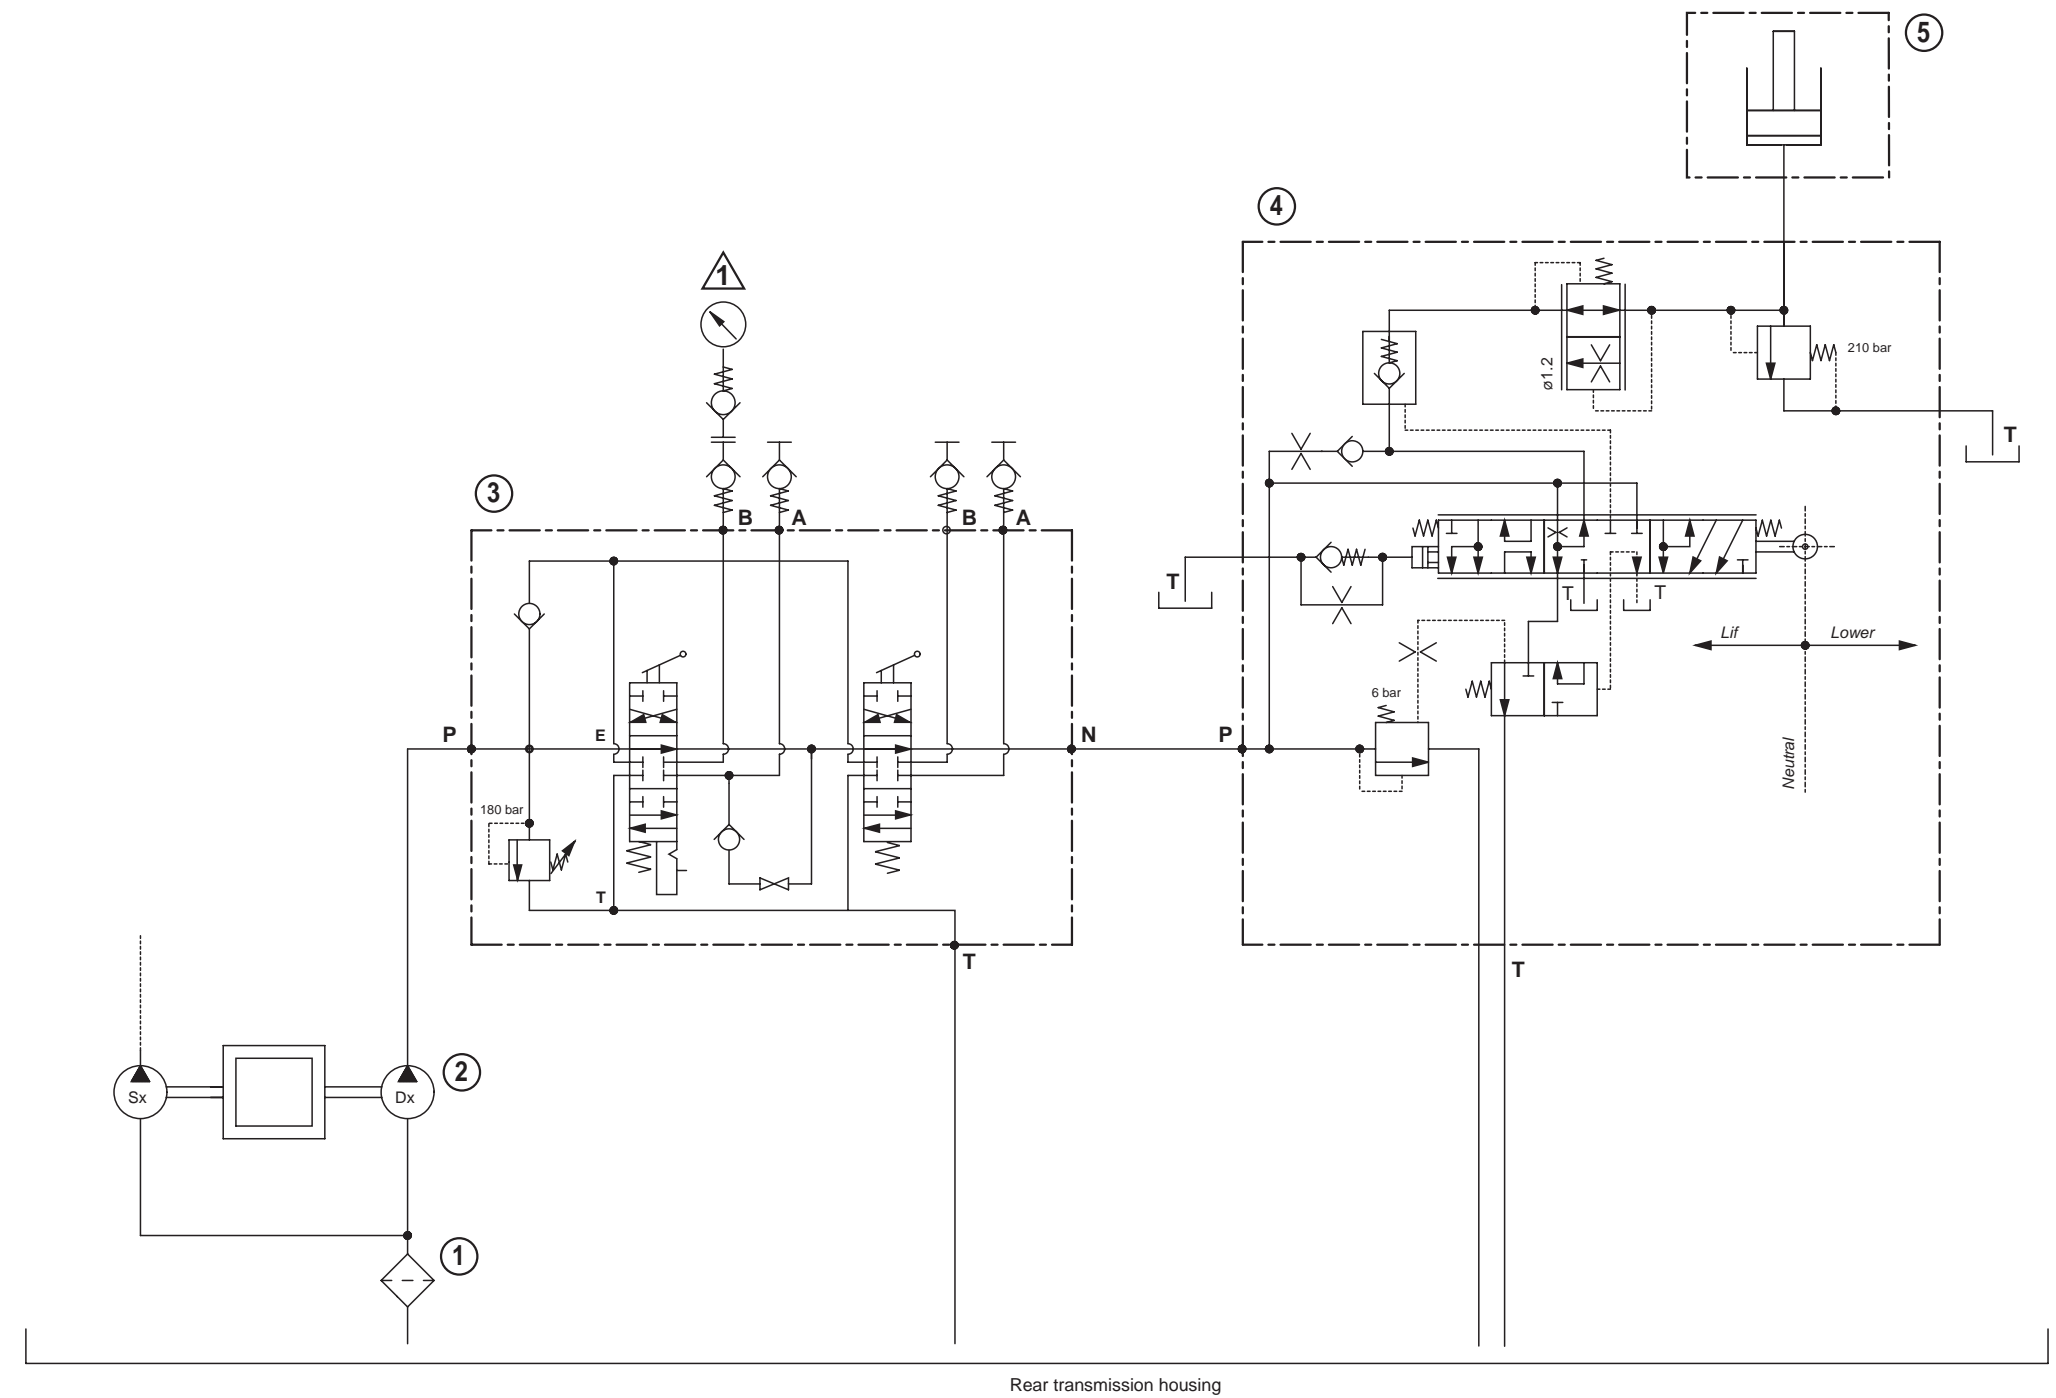 5
4
1
210 bar
ø1.2
T
3
B
A
B
A
T
T
T
Lif
Lower
6 bar
P
E
N
P
Neutral
180 bar
T
T
T
2
Sx
Dx
1
Rear transmission housing